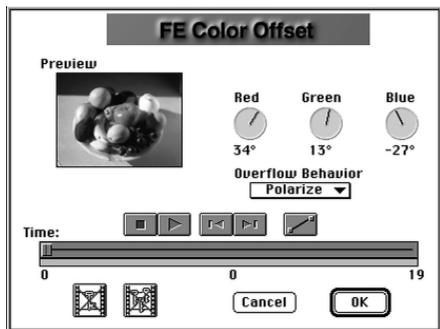 FE Color Offset
Preview
Red Green Blue
34° 13° -27°
Overflow Behavior
Polarize
Time:
0 0 19
Cancel OK